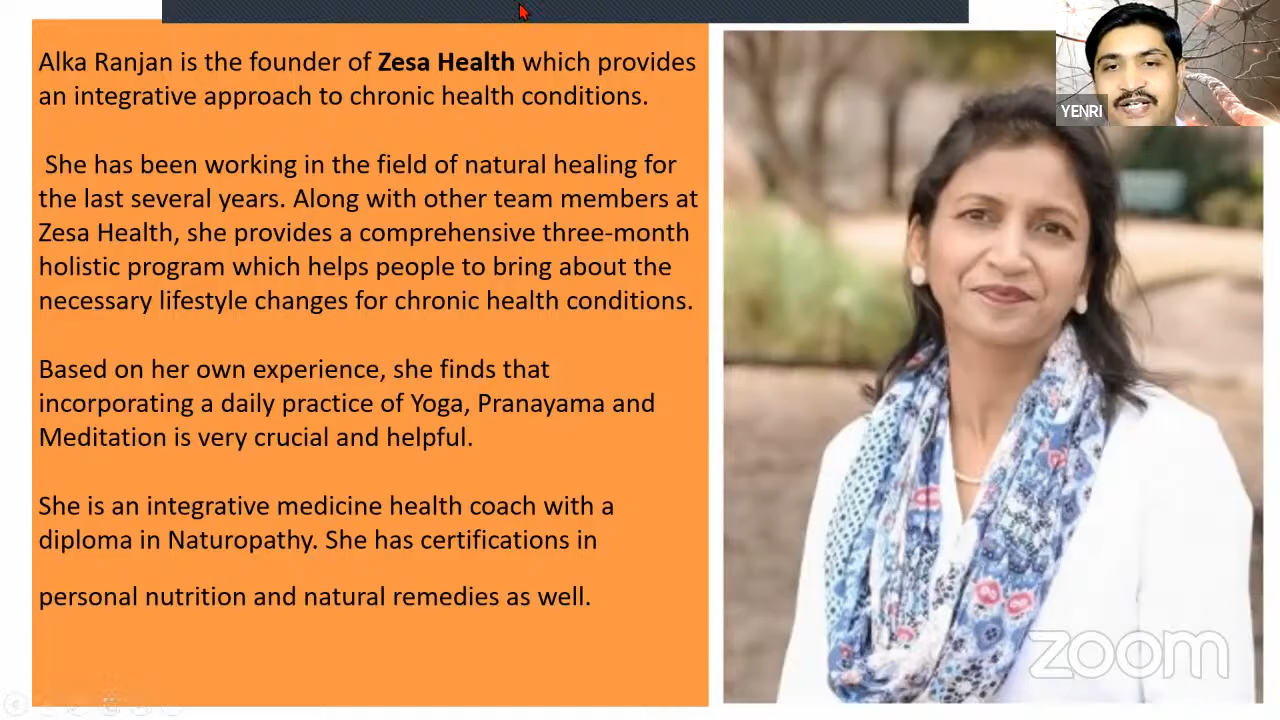 Alka Ranjan is the founder of Zesa Health which provides
an integrative approach to chronic health conditions.
She has been working in the field of natural healing for
the last several years. Along with other team members at
Zesa Health, she provides a comprehensive three-month
holistic program which helps people to bring about the
necessary lifestyle changes for chronic health conditions.
Based on her own experience, she finds that
incorporating a daily practice of Yoga, Pranayama and
Meditation is very crucial and helpful.
She is an integrative medicine health coach with a
diploma in Naturopathy. She has certifications in
personal nutrition and natural remedies as well.
YENRI
zoom